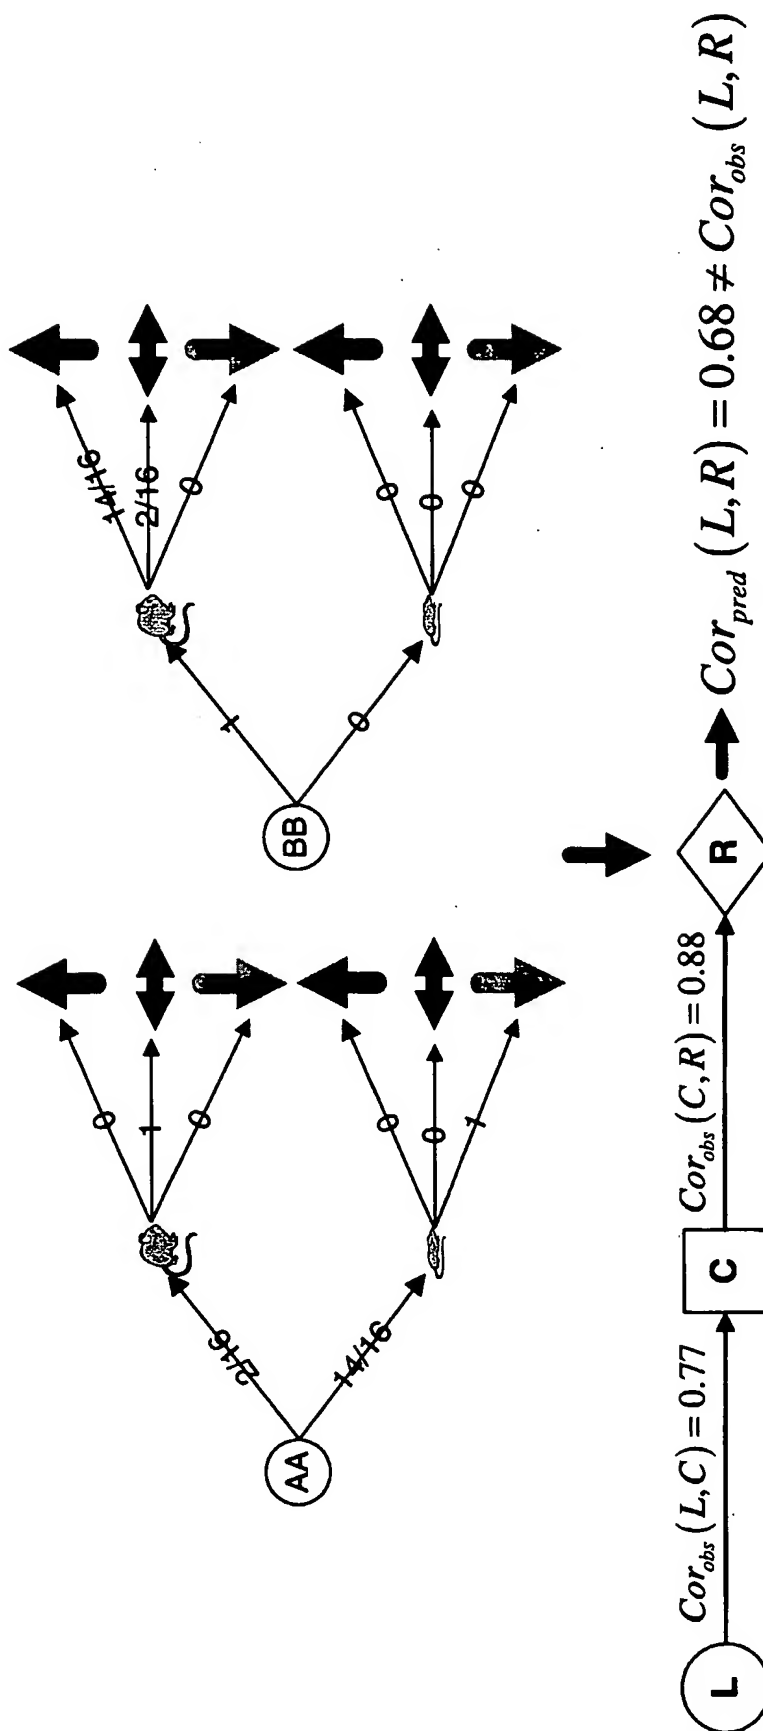 AA
2/16
14/16
0
1
0
0
0
1
BB
1
0
14/16
2/16
0
0
0
0
L
Cor_obs (L, C) = 0.77
C
Cor_obs (C, R) = 0.88
R
Cor_pred (L, R) = 0.68 ≠ Cor_obs (L, R)